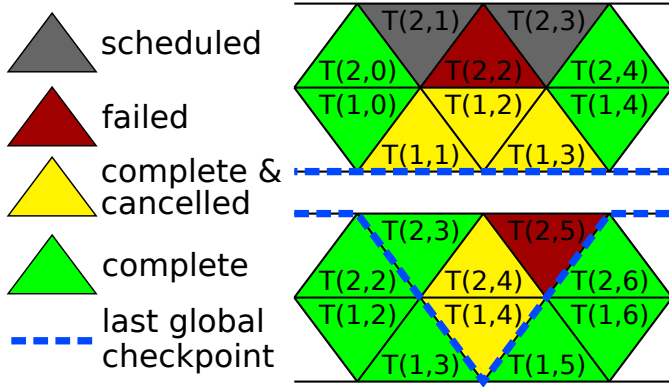 scheduled
failed
complete &
cancelled
complete
last global
checkpoint
T(2,1) T(2,3)
T(2,0) T(2,2) T(2,4)
T(1,0) T(1,2) T(1,4)
T(1,1) T(1,3)
T(2,3) T(2,5)
T(2,2) T(2,4) T(2,6)
T(1,2) T(1,4) T(1,6)
T(1,3) T(1,5)